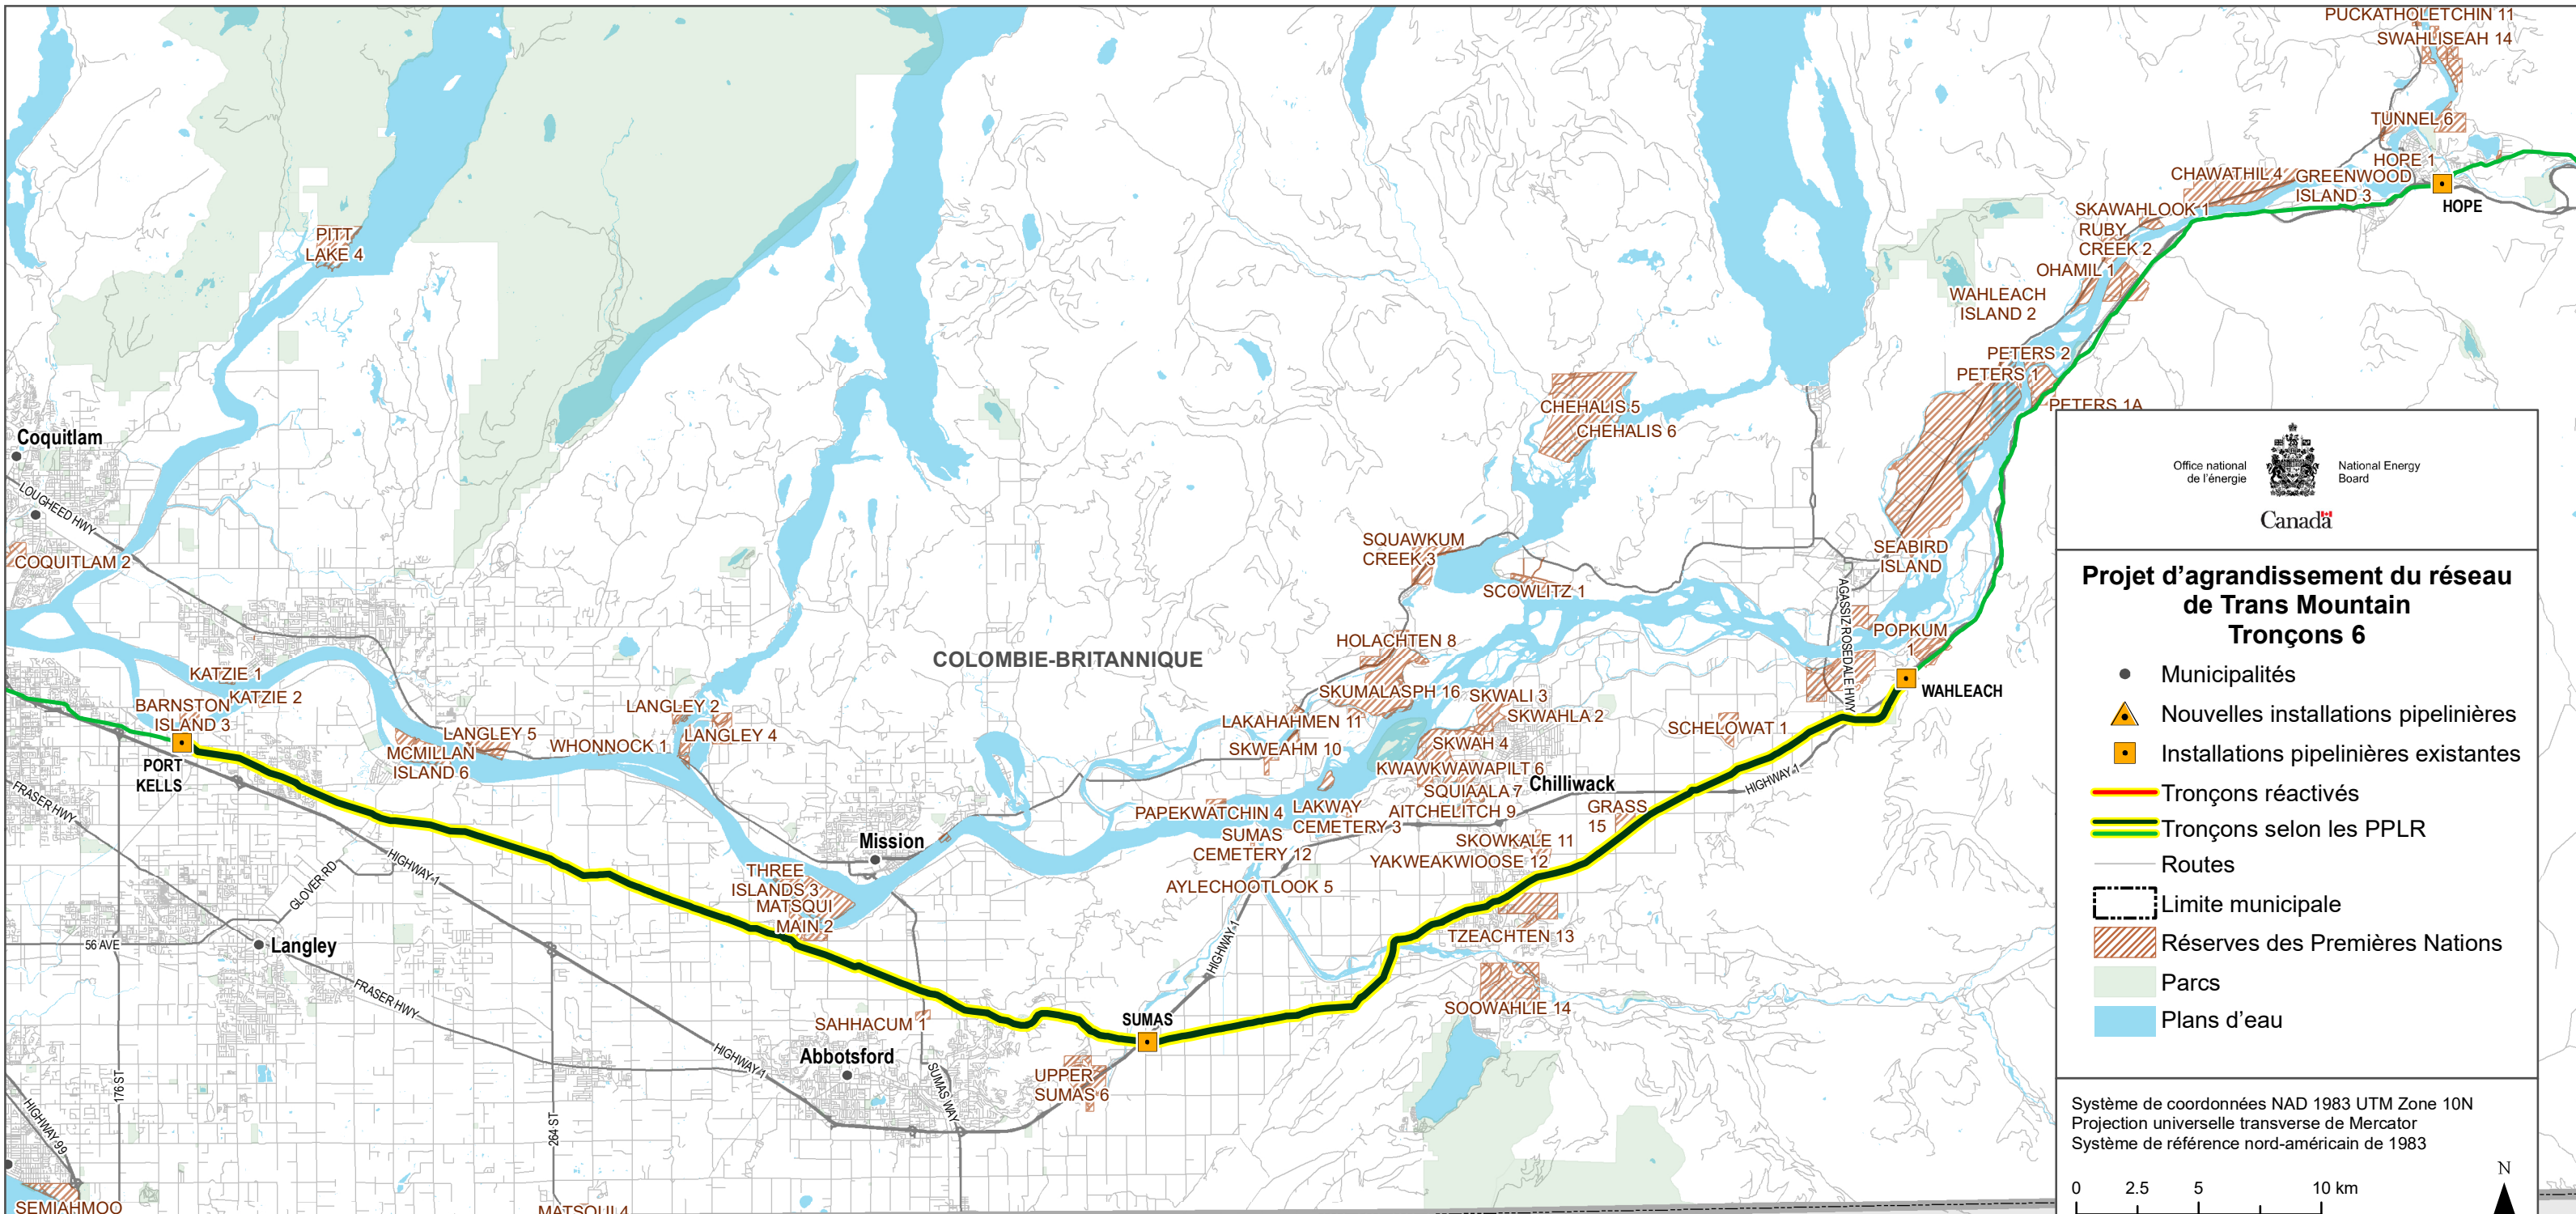 PUCKATHOLETCHIN 11
SWAHLISEAH 14
TUNNEL 6
HOPE 1
CHAWATHIL 4
GREENWOOD
ISLAND 3
HOPE
SKAWAHLOOK 1
RUBY
CREEK 2
OHAMIL 1
WAHLEACH
ISLAND 2
PETERS 2
PETERS 1
PETERS 1A
PITT
LAKE 4
CHEHALIS 5
CHEHALIS 6
Coquitlam
LOUGHEED HWY
COQUITLAM 2
SQUAWKUM
CREEK 3
SCOWLITZ 1
SEABIRD
ISLAND
AGASSIZ-ROSEDALE HWY
POPKUM
1
WAHLEACH
HOLACHTEN 8
COLOMBIE-BRITANNIQUE
KATZIE 1
KATZIE 2
BARNSTON
ISLAND 3
PORT
KELLS
LANGLEY 5
MCMILLAN
ISLAND 6
WHONNOCK 1
LANGLEY 2
LANGLEY 4
SKUMALASPH 16
SKWALI 3
SKWAHLA 2
LAKAHAHMEN 11
SKWEAHM 10
SKWAH 4
SCHELOWAT 1
KWAWKWAWAPILT 6
SQUIAALA 7
Chilliwack
HIGHWAY 1
PAPEKWATCHIN 4
LAKWAY
CEMETERY 3
AITCHELITCH 9
GRASS
15
SUMAS
CEMETERY 12
SKOWKALE 11
YAKWEAKWIOOSE 12
AYLECHOOTLOOK 5
Mission
THREE
ISLANDS 3
MATSQUI
MAIN 2
FRASER HWY
HIGHWAY 1
GLOVER RD
56 AVE
Langley
FRASER HWY
HIGHWAY 1
TZEACHTEN 13
SOOWAHLIE 14
SUMAS
SAHHACUM 1
Abbotsford
HIGHWAY 1
SUMAS WAY
UPPER
SUMAS 6
176 ST
264 ST
HIGHWAY 99
SEMIAHMOO
MATSQUI 4
Office national
de l'énergie
National Energy
Board
Canada
Projet d'agrandissement du réseau
de Trans Mountain
Tronçons 6
Municipalités
Nouvelles installations pipelinières
Installations pipelinières existantes
Tronçons réactivés
Tronçons selon les PPLR
Routes
Limite municipale
Réserves des Premières Nations
Parcs
Plans d'eau
Système de coordonnées NAD 1983 UTM Zone 10N
Projection universelle transverse de Mercator
Système de référence nord-américain de 1983
N
0 2.5 5 10 km